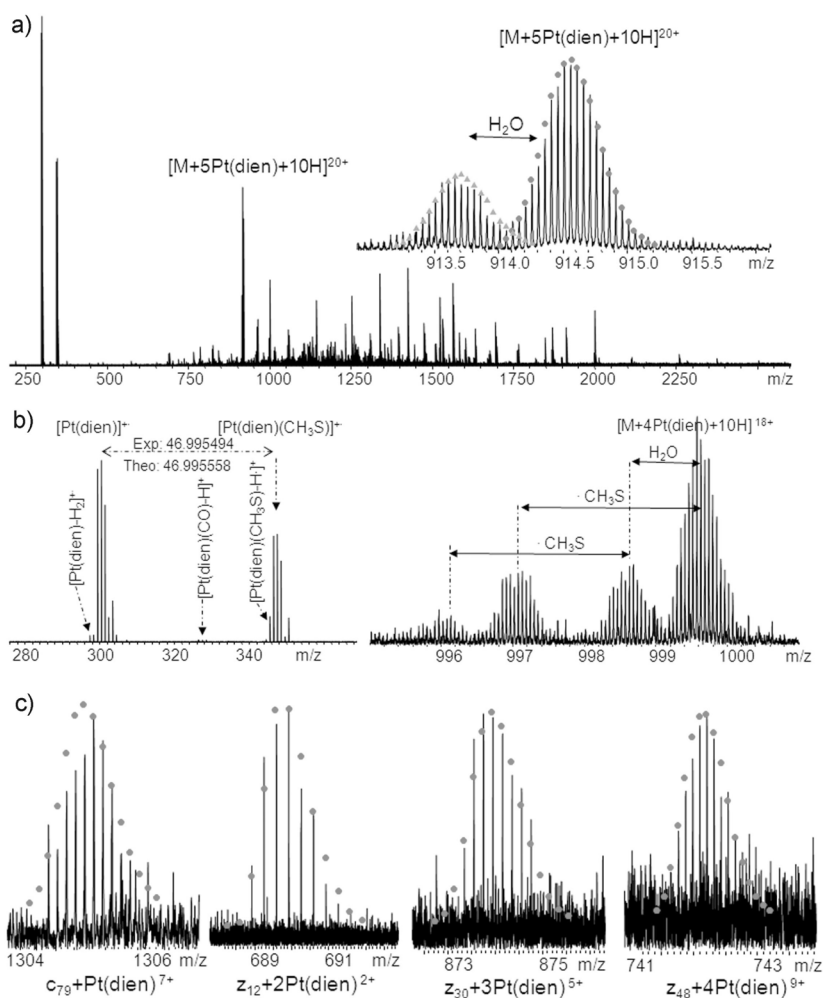 a)
[M+5Pt(dien)+10H]²⁰⁺
H₂O
[M+5Pt(dien)+10H]²⁰⁺
913.5 914.0 914.5 915.0 915.5 m/z
250 500 750 1000 1250 1500 1750 2000 2250 m/z
b)
[Pt(dien)]⁺·
[Pt(dien)(CH₃S)]⁺·
Exp: 46.995494
Theo: 46.995558
[Pt(dien)-H₂]⁺
[Pt(dien)(CO)-H]⁺
[Pt(dien)(CH₃S)-H·]⁺
280 300 320 340 m/z
[M+4Pt(dien)+10H]¹⁸⁺
H₂O
· CH₃S
· CH₃S
996 997 998 999 1000 m/z
c)
1304 1306 m/z
c₇₉+Pt(dien)⁷⁺
689 691 m/z
z₁₂+2Pt(dien)²⁺
873 875 m/z
z₃₀+3Pt(dien)⁵⁺
741 743 m/z
z₄₈+4Pt(dien)⁹⁺